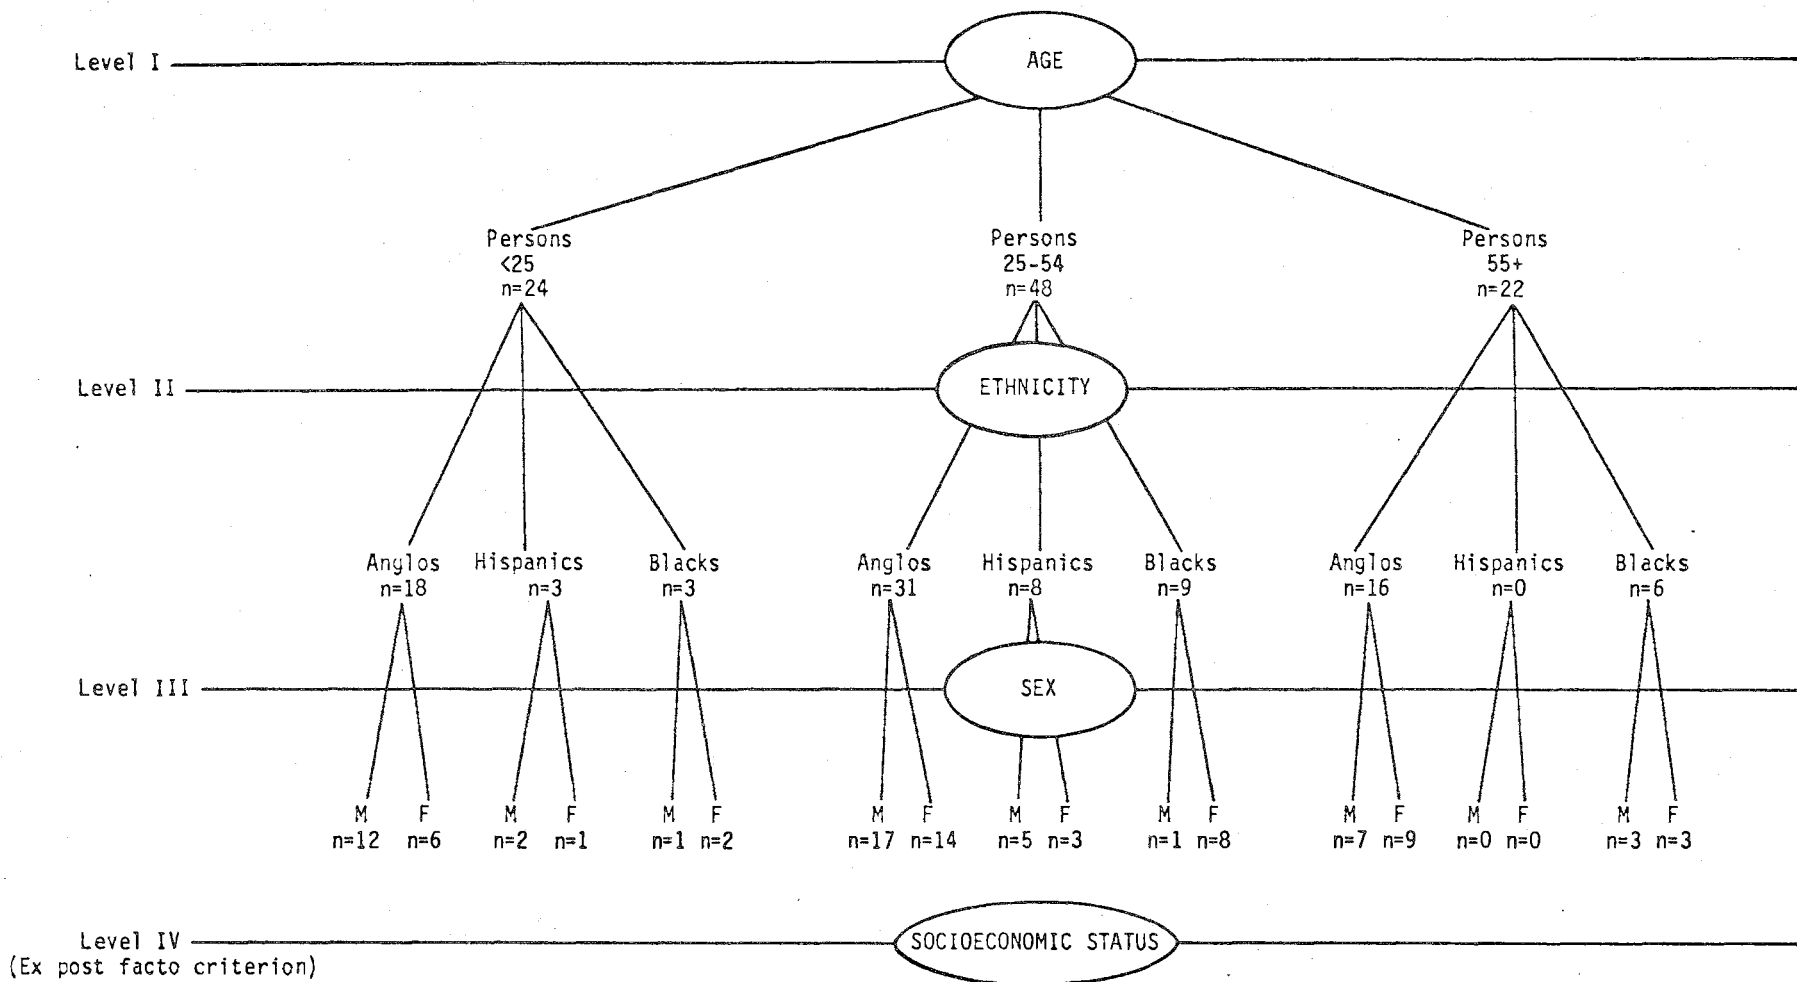 Level I AGE
Persons Persons Persons
<25 25-54 55+
n=24 n=48 n=22
Level II ETHNICITY
Anglos Hispanics Blacks Anglos Hispanics Blacks Anglos Hispanics Blacks
n=18 n=3 n=3 n=31 n=8 n=9 n=16 n=0 n=6
Level III SEX
M F M F M F M F M F M F M F M F M F
n=12 n=6 n=2 n=1 n=1 n=2 n=17 n=14 n=5 n=3 n=1 n=8 n=7 n=9 n=0 n=0 n=3 n=3
Level IV SOCIOECONOMIC STATUS
(Ex post facto criterion)